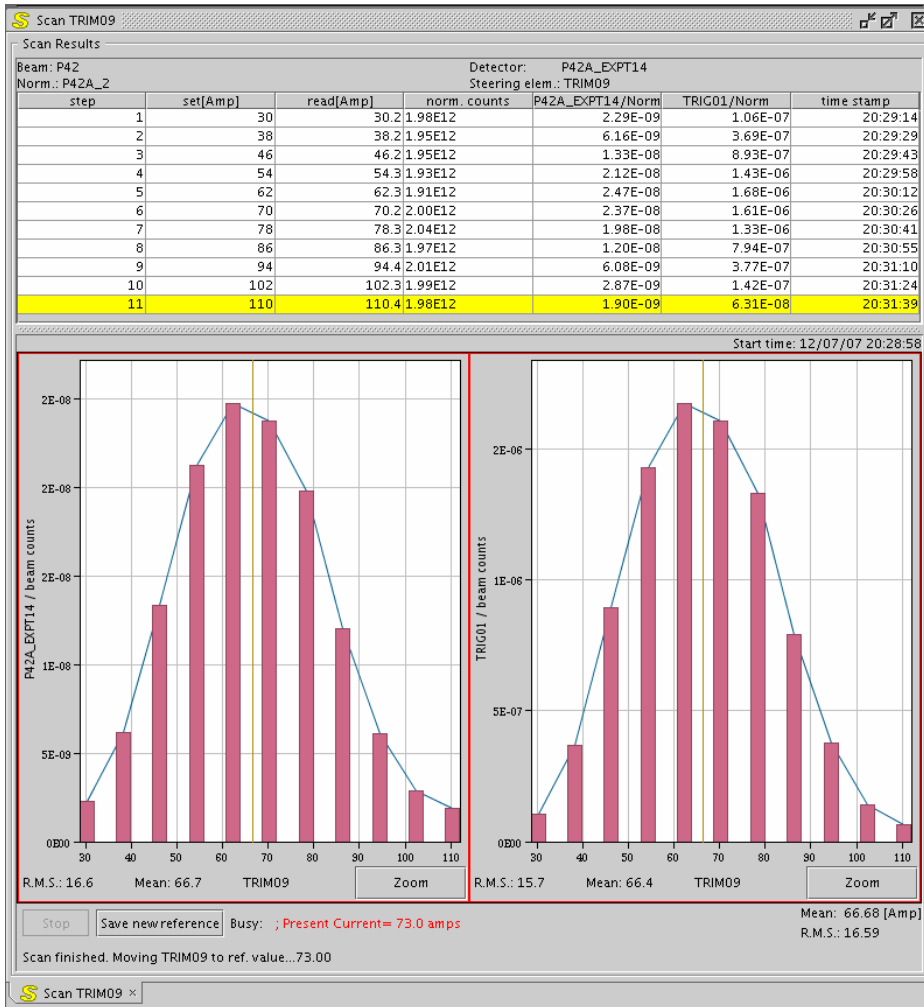 Scan TRIM09
Scan Results
Beam: P42 Detector: P42A_EXPT14
Norm.: P42A_2 Steering elem.: TRIM09
step set[Amp] read[Amp] norm. counts P42A_EXPT14/Norm TRIG01/Norm time stamp
1 30 30.2 1.98E12 2.29E-09 1.06E-07 20:29:14
2 38 38.2 1.95E12 6.16E-09 3.69E-07 20:29:29
3 46 46.2 1.95E12 1.33E-08 8.93E-07 20:29:43
4 54 54.3 1.93E12 2.12E-08 1.43E-06 20:29:58
5 62 62.3 1.91E12 2.47E-08 1.68E-06 20:30:12
6 70 70.2 2.00E12 2.37E-08 1.61E-06 20:30:26
7 78 78.3 2.04E12 1.98E-08 1.33E-06 20:30:41
8 86 86.3 1.97E12 1.20E-08 7.94E-07 20:30:55
9 94 94.4 2.01E12 6.08E-09 3.77E-07 20:31:10
10 102 102.3 1.99E12 2.87E-09 1.42E-07 20:31:24
11 110 110.4 1.98E12 1.90E-09 6.31E-08 20:31:39
Start time: 12/07/07 20:28:58
P42A_EXPT14 / beam counts
2E-08
2E-08
2E-08
1E-08
5E-09
0E00
30 40 50 60 70 80 90 100 110
R.M.S.: 16.6 Mean: 66.7 TRIM09 Zoom
TRIG01 / beam counts
2E-06
1E-06
5E-07
0E00
30 40 50 60 70 80 90 100 110
R.M.S.: 15.7 Mean: 66.4 TRIM09 Zoom
Stop Save new reference Busy: ; Present Current= 73.0 amps
Mean: 66.68 [Amp]
R.M.S.: 16.59
Scan finished. Moving TRIM09 to ref. value...73.00
Scan TRIM09 ×